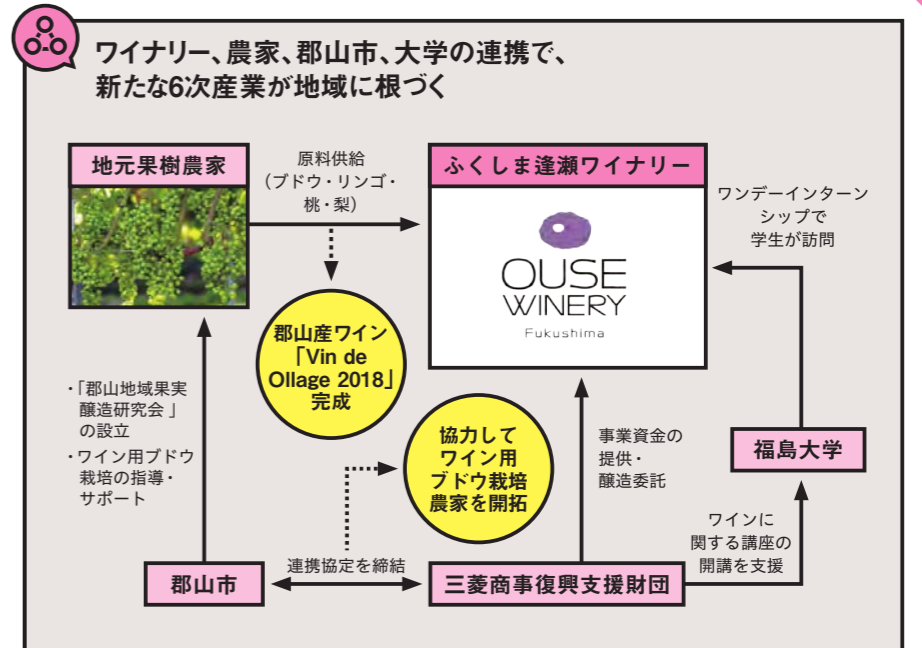 ワイナリー、農家、郡山市、大学の連携で、
新たな6次産業が地域に根づく
地元果樹農家
原料供給
(ブドウ・リンゴ・
桃・梨)
ふくしま逢瀬ワイナリー
OUSE
WINERY
Fukushima
ワンデーインターン
シップで
学生が訪問
郡山産ワイン
「Vin de
Ollage 2018」
完成
・「郡山地域果実
醸造研究会 」
の設立
・ワイン用ブドウ
栽培の指導・
サポート
協力して
ワイン用
ブドウ栽培
農家を開拓
事業資金の
提供・
醸造委託
福島大学
ワインに
関する講座の
開講を支援
郡山市
連携協定を締結
三菱商事復興支援財団